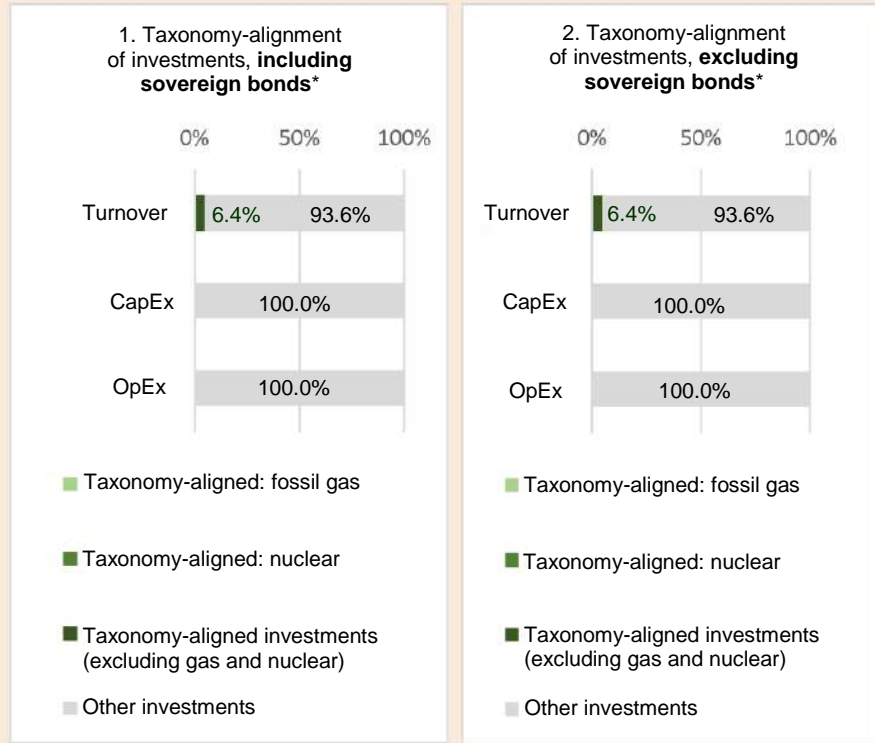 1. Taxonomy-alignment
of investments, including
sovereign bonds*
0% 50% 100%
Turnover 6.4% 93.6%
CapEx 100.0%
OpEx 100.0%
Taxonomy-aligned: fossil gas
Taxonomy-aligned: nuclear
Taxonomy-aligned investments
(excluding gas and nuclear)
Other investments
2. Taxonomy-alignment
of investments, excluding
sovereign bonds*
0% 50% 100%
Turnover 6.4% 93.6%
CapEx 100.0%
OpEx 100.0%
Taxonomy-aligned: fossil gas
Taxonomy-aligned: nuclear
Taxonomy-aligned investments
(excluding gas and nuclear)
Other investments